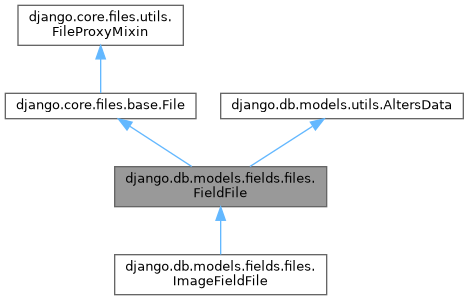 django.core.files.utils.
FileProxyMixin
django.core.files.base.File
django.db.models.utils.AltersData
django.db.models.fields.files.
FieldFile
django.db.models.fields.files.
ImageFieldFile